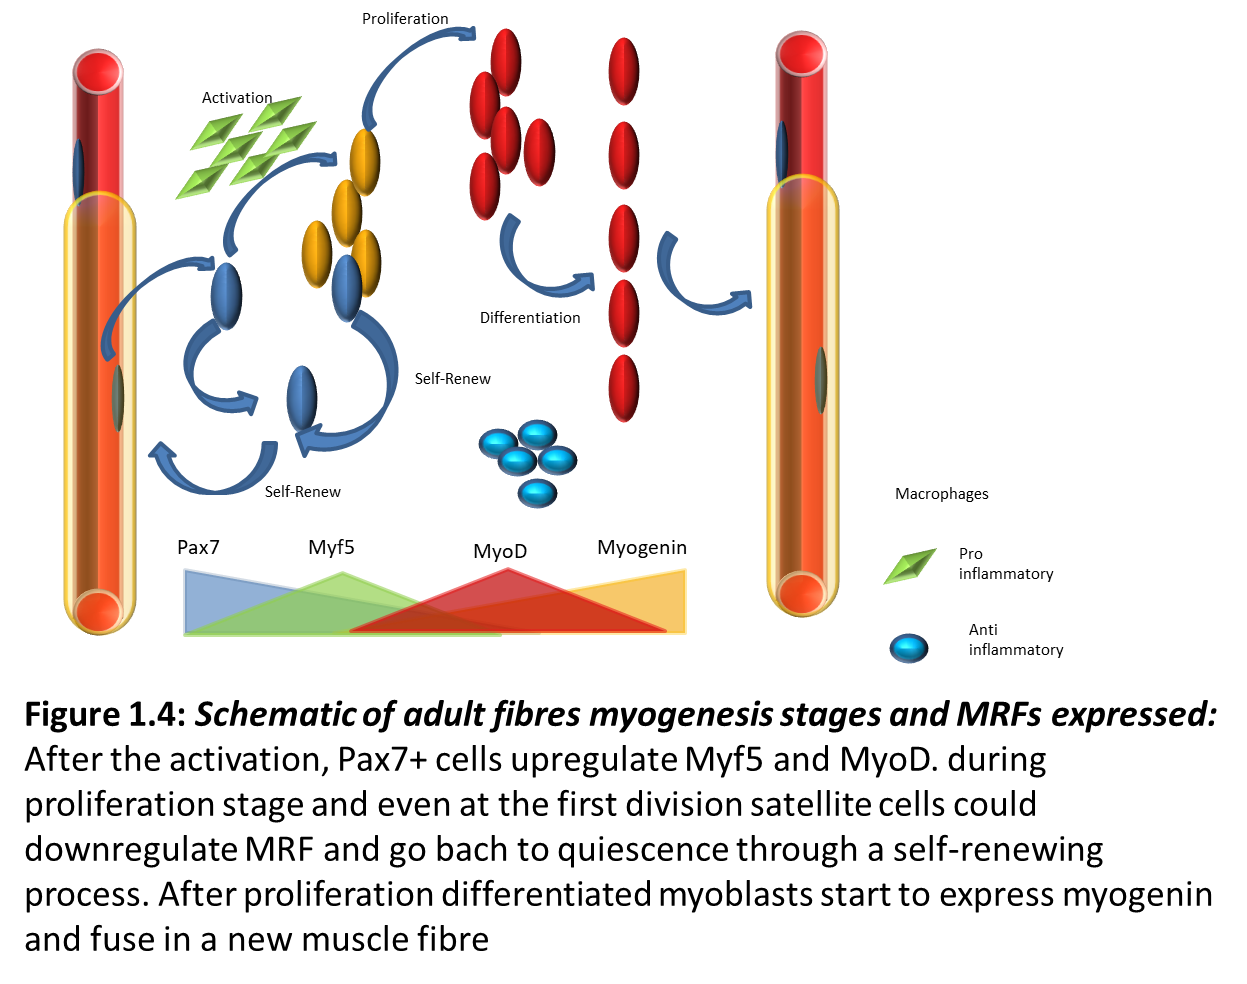 Proliferation
Activation
Differentiation
Self-Renew
Self-Renew
Macrophages
Pax7
Myf5
MyoD
Myogenin
Pro
inflammatory
Anti
inflammatory
Figure 1.4: Schematic of adult fibres myogenesis stages and MRFs expressed:
After the activation, Pax7+ cells upregulate Myf5 and MyoD. during
proliferation stage and even at the first division satellite cells could
downregulate MRF and go bach to quiescence through a self-renewing
process. After proliferation differentiated myoblasts start to express myogenin
and fuse in a new muscle fibre